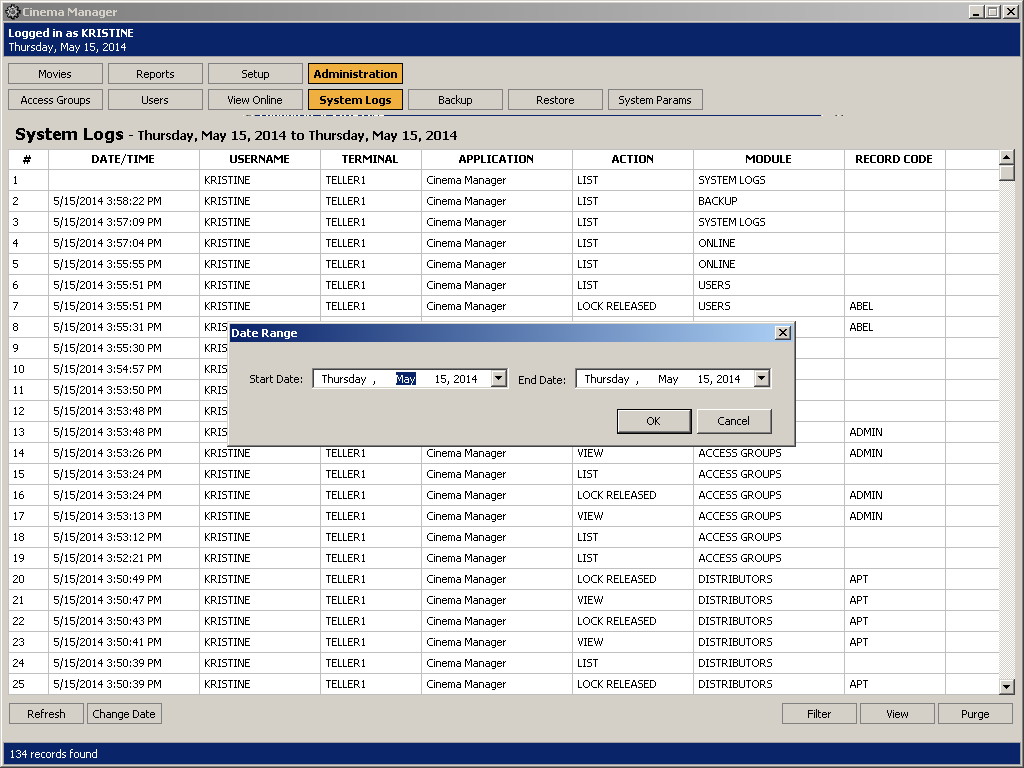 Cinema Manager
Logged in as KRISTINE
Thursday, May 15, 2014
Movies Reports Setup Administration
Access Groups Users View Online System Logs Backup Restore System Params
System Logs - Thursday, May 15, 2014 to Thursday, May 15, 2014
# DATE/TIME USERNAME TERMINAL APPLICATION ACTION MODULE RECORD CODE
1 KRISTINE TELLER1 Cinema Manager LIST SYSTEM LOGS
2 5/15/2014 3:58:22 PM KRISTINE TELLER1 Cinema Manager LIST BACKUP
3 5/15/2014 3:57:09 PM KRISTINE TELLER1 Cinema Manager LIST SYSTEM LOGS
4 5/15/2014 3:57:04 PM KRISTINE TELLER1 Cinema Manager LIST ONLINE
5 5/15/2014 3:55:55 PM KRISTINE TELLER1 Cinema Manager LIST ONLINE
6 5/15/2014 3:55:51 PM KRISTINE TELLER1 Cinema Manager LIST USERS
7 5/15/2014 3:55:51 PM KRISTINE TELLER1 Cinema Manager LOCK RELEASED USERS ABEL
8 5/15/2014 3:55:31 PM KRIS ABEL
9 5/15/2014 3:55:30 PM KRIS
10 5/15/2014 3:54:57 PM KRIS
11 5/15/2014 3:53:50 PM KRIS
12 5/15/2014 3:53:48 PM KRIS
13 5/15/2014 3:53:48 PM KRIS ADMIN
Date Range
Start Date: Thursday , May 15, 2014 End Date: Thursday , May 15, 2014
OK Cancel
14 5/15/2014 3:53:26 PM KRISTINE TELLER1 Cinema Manager VIEW ACCESS GROUPS ADMIN
15 5/15/2014 3:53:24 PM KRISTINE TELLER1 Cinema Manager LIST ACCESS GROUPS
16 5/15/2014 3:53:24 PM KRISTINE TELLER1 Cinema Manager LOCK RELEASED ACCESS GROUPS ADMIN
17 5/15/2014 3:53:13 PM KRISTINE TELLER1 Cinema Manager VIEW ACCESS GROUPS ADMIN
18 5/15/2014 3:53:12 PM KRISTINE TELLER1 Cinema Manager LIST ACCESS GROUPS
19 5/15/2014 3:52:21 PM KRISTINE TELLER1 Cinema Manager LIST ACCESS GROUPS
20 5/15/2014 3:50:49 PM KRISTINE TELLER1 Cinema Manager LOCK RELEASED DISTRIBUTORS APT
21 5/15/2014 3:50:47 PM KRISTINE TELLER1 Cinema Manager VIEW DISTRIBUTORS APT
22 5/15/2014 3:50:43 PM KRISTINE TELLER1 Cinema Manager LOCK RELEASED DISTRIBUTORS APT
23 5/15/2014 3:50:41 PM KRISTINE TELLER1 Cinema Manager VIEW DISTRIBUTORS APT
24 5/15/2014 3:50:39 PM KRISTINE TELLER1 Cinema Manager LIST DISTRIBUTORS
25 5/15/2014 3:50:39 PM KRISTINE TELLER1 Cinema Manager LOCK RELEASED DISTRIBUTORS APT
Refresh Change Date Filter View Purge
134 records found